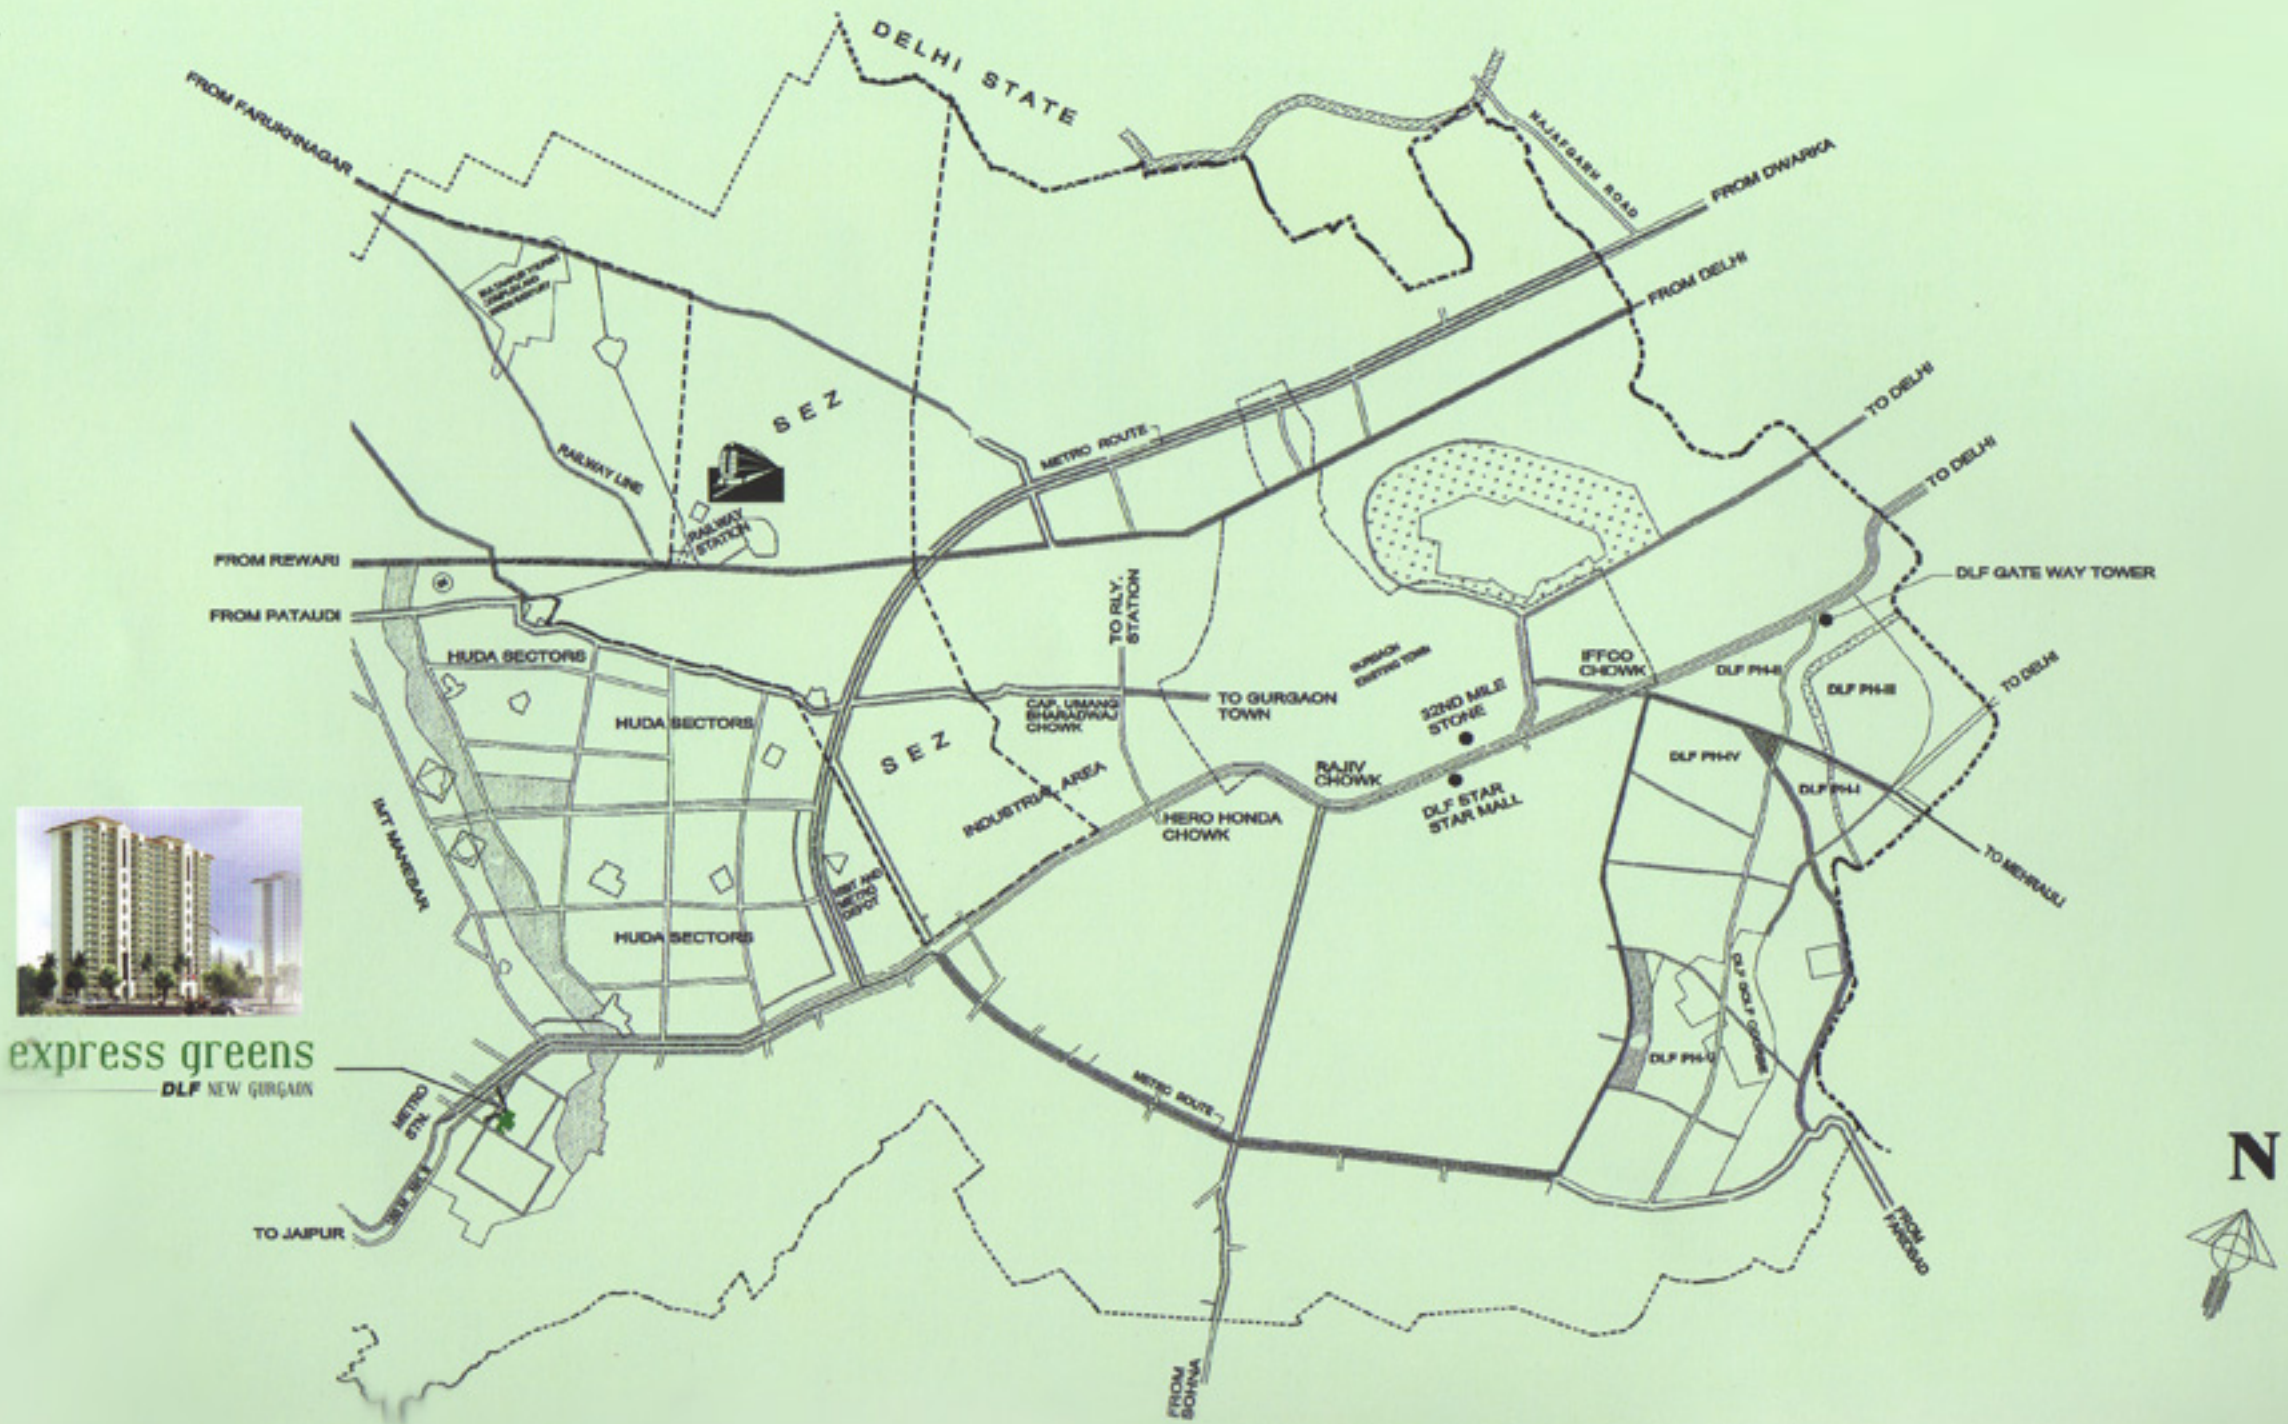 DELHI STATE
FROM FARUKHNAGAR
NAJAFGARH ROAD
FROM DWARKA
FROM DELHI
TO DELHI
TO DELHI
SEZ
METRO ROUTE
RAILWAY LINE
RAILWAY
STATION
FROM REWARI
FROM PATAUDI
TO RLY.
STATION
DLF GATE WAY TOWER
HUDA SECTORS
GURGAON
EXISTING TOWN
IFFCO
CHOWK
DLF PH-II
DLF PH-III
TO DELHI
HUDA SECTORS
CAP. UMANG
BHARADWAJ
CHOWK
TO GURGAON
TOWN
32ND MILE
STONE
SEZ
DLF PH-IV
DLF PH-I
INDUSTRIAL AREA
RAJIV
CHOWK
DLF STAR
STAR MALL
HERO HONDA
CHOWK
TO MEHRAULI
IMT MANESAR
METRO
DEPOT
HUDA SECTORS
DLF GOLF COURSE
DLF PH-V
express greens
DLF NEW GURGAON
METRO
STN.
METRO ROUTE
TO JAIPUR
FROM
SOHNA
N